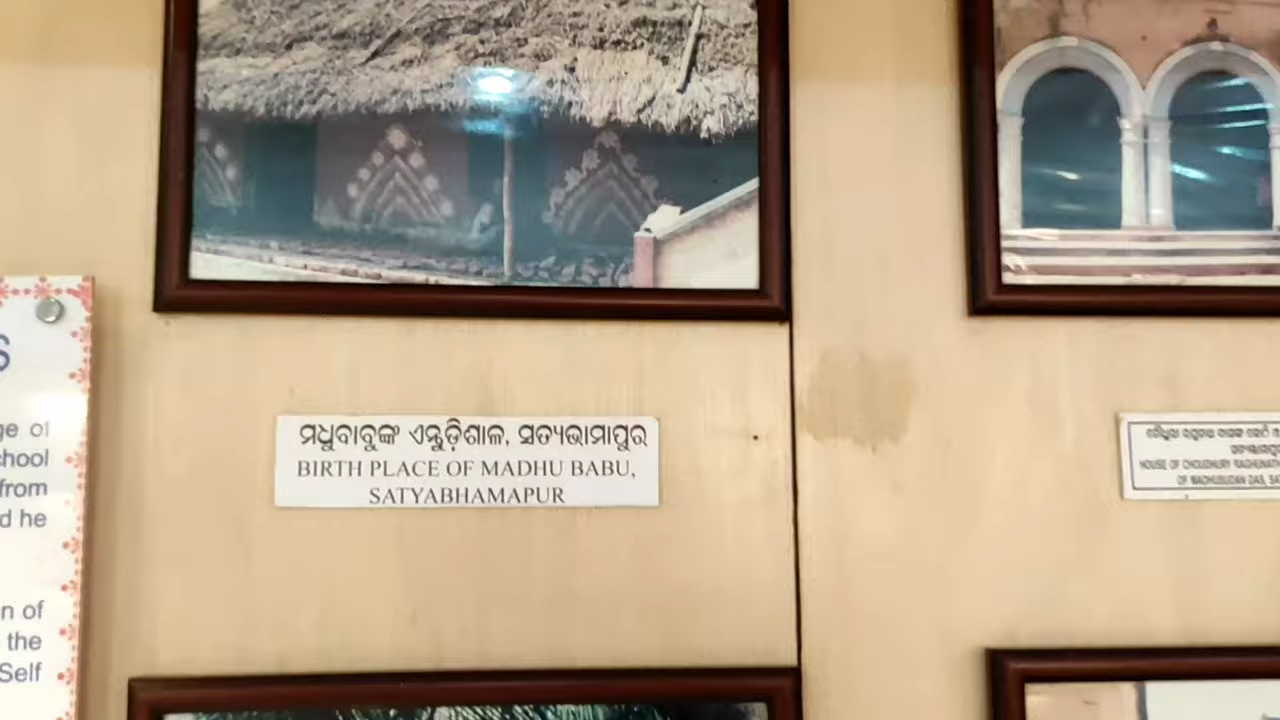 S
ge of
chool
from
d he
n of
the
Self
ମଧୁବାବୁଙ୍କ ଏନ୍ତୁଡ଼ିଶାଳ, ସତ୍ୟଭାମାପୁର
BIRTH PLACE OF MADHU BABU,
SATYABHAMAPUR
HOUSE OF CHOUDHURY RAGHUNATH
OF MADHUSUDAN DAS, SAT